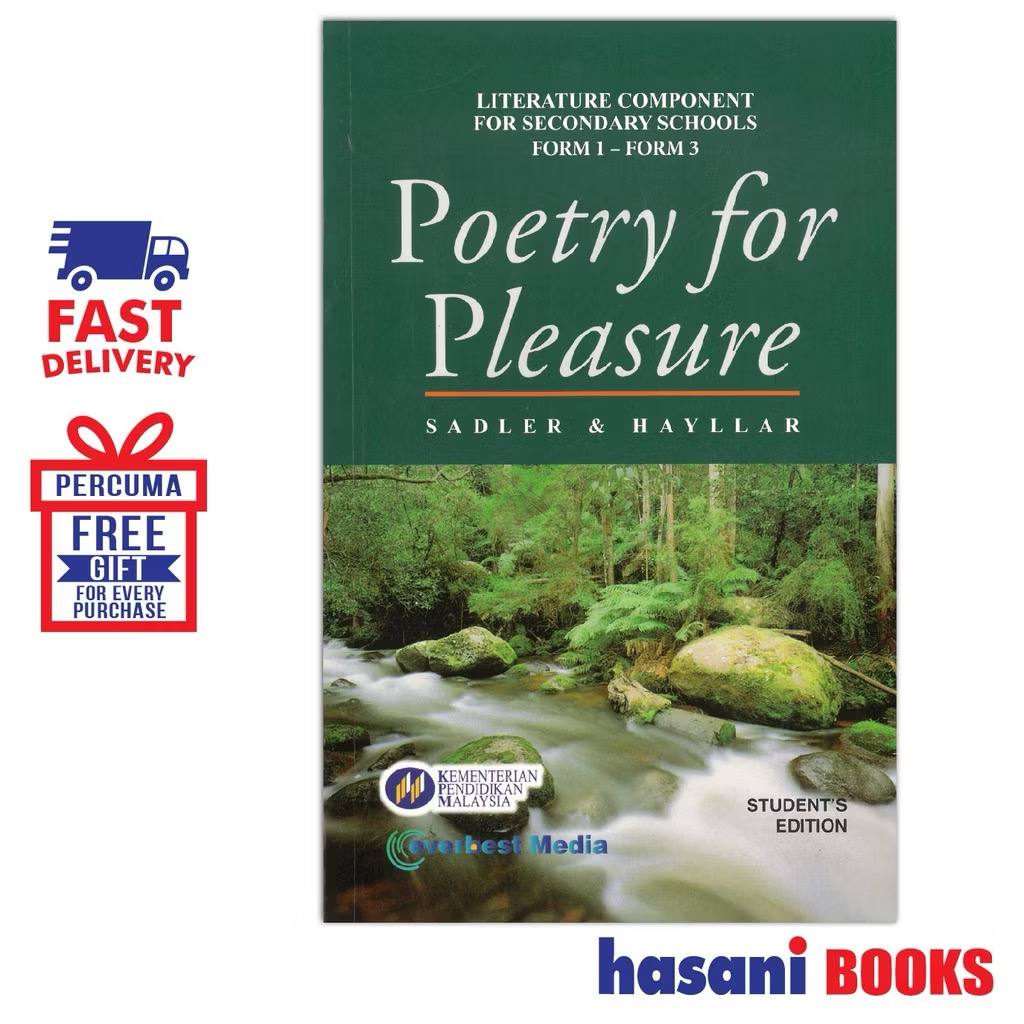 LITERATURE COMPONENT
FOR SECONDARY SCHOOLS
FORM 1 – FORM 3
Poetry for
Pleasure
SADLER & HAYLLAR
FAST
DELIVERY
PERCUMA
FREE
GIFT
FOR EVERY
PURCHASE
KEMENTERIAN
PENDIDIKAN
MALAYSIA
everbest Media
STUDENT'S
EDITION
hasani BOOKS